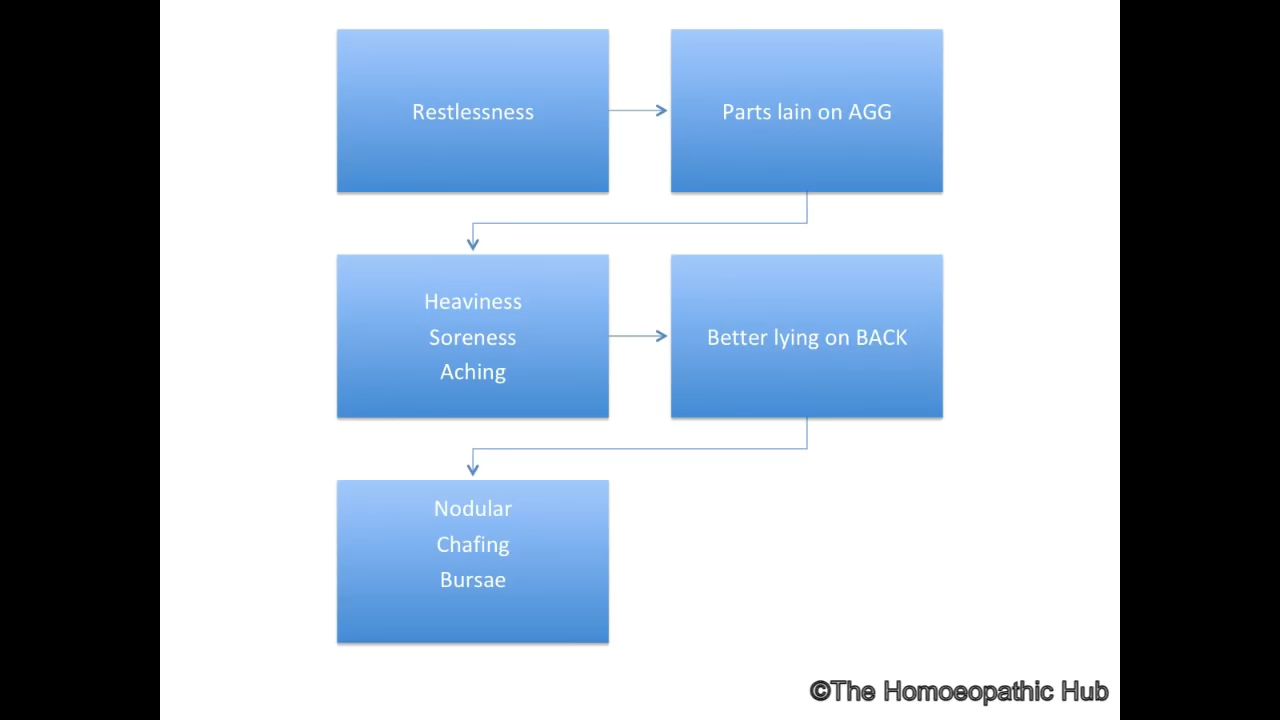 Restlessness
Parts lain on AGG
Heaviness
Soreness
Aching
Better lying on BACK
Nodular
Chafing
Bursae
©The Homoeopathic Hub